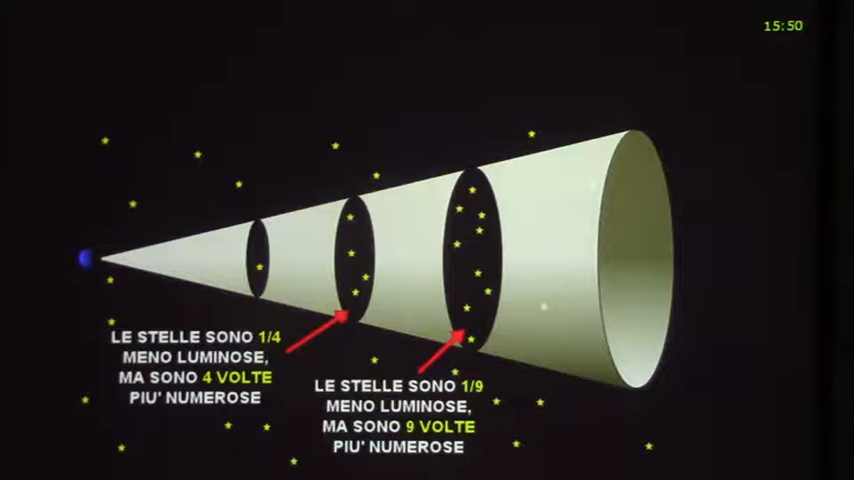 15:50
LE STELLE SONO 1/4
MENO LUMINOSE,
MA SONO 4 VOLTE
PIU' NUMEROSE
LE STELLE SONO 1/9
MENO LUMINOSE,
MA SONO 9 VOLTE
PIU' NUMEROSE